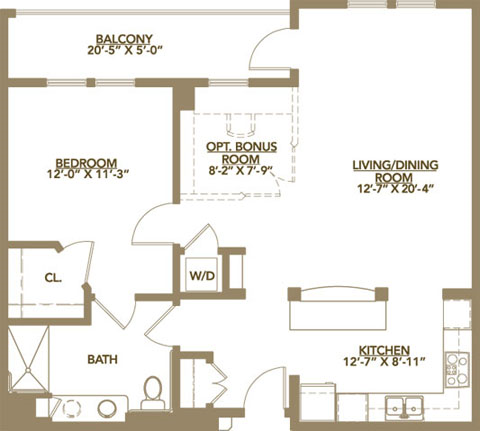 BALCONY
20'-5" X 5'-0"
BEDROOM
12'-0" X 11'-3"
OPT. BONUS
ROOM
8'-2" X 7'-9"
LIVING/DINING
ROOM
12'-7" X 20'-4"
CL.
W/D
BATH
KITCHEN
12'-7" X 8'-11"